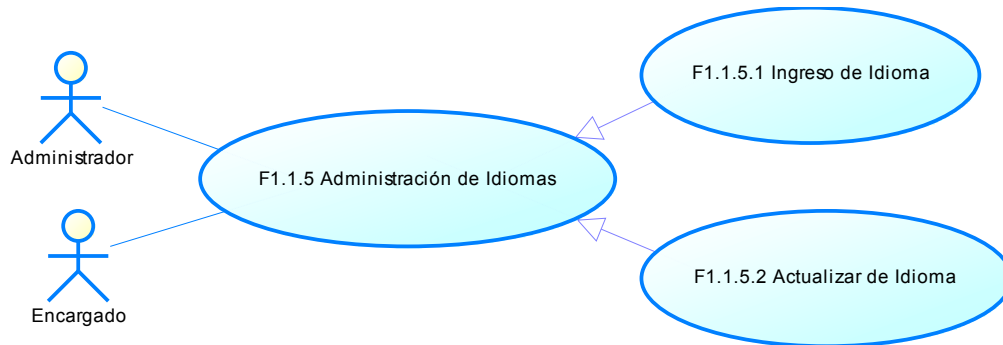 Administrador
Encargado
F1.1.5 Administración de Idiomas
F1.1.5.1 Ingreso de Idioma
F1.1.5.2 Actualizar de Idioma